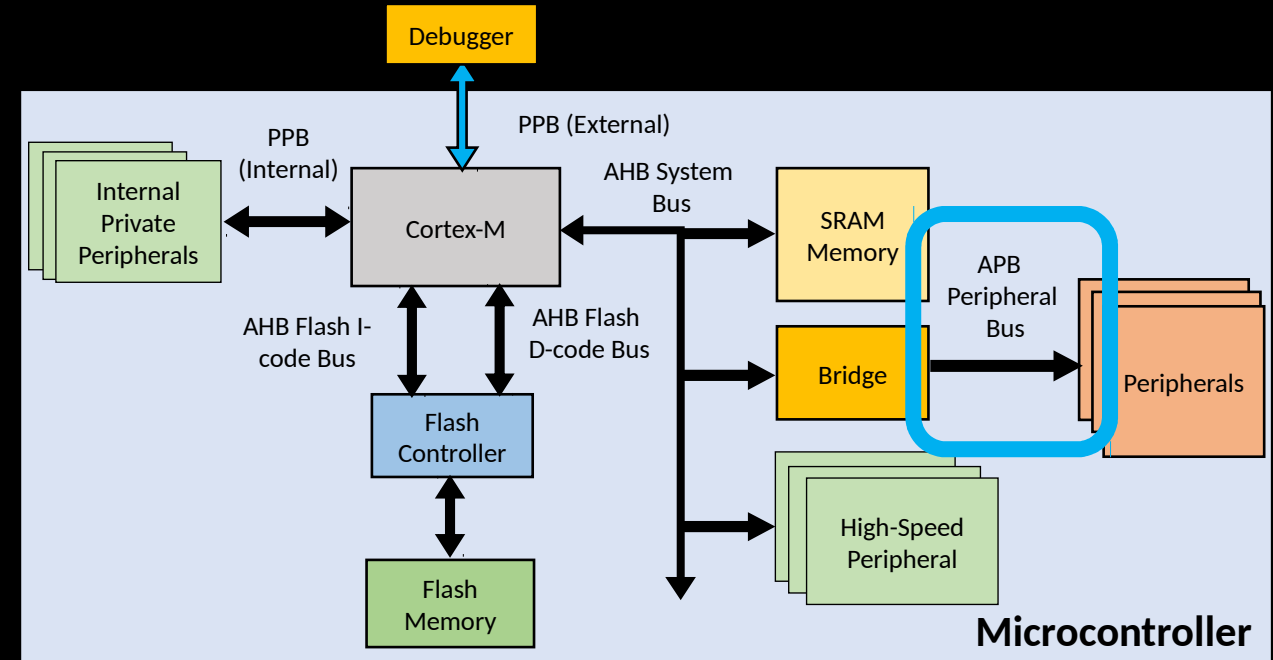 Debugger
PPB (External)
PPB
(Internal)
Internal
Private
Peripherals
Cortex-M
AHB System
Bus
SRAM
Memory
APB
Peripheral
Bus
AHB Flash I-
code Bus
AHB Flash
D-code Bus
Bridge
Peripherals
Flash
Controller
High-Speed
Peripheral
Flash
Memory
Microcontroller